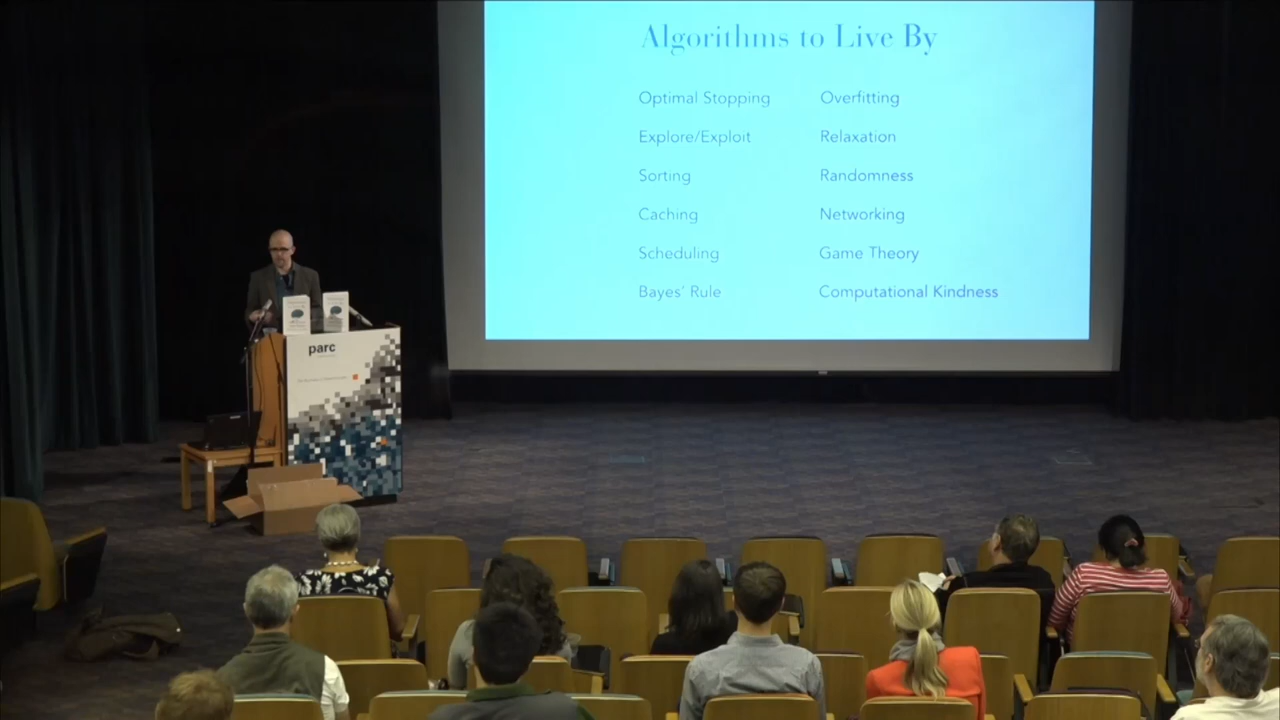 Algorithms to Live By
Optimal Stopping
Explore/Exploit
Sorting
Caching
Scheduling
Bayes' Rule
Overfitting
Relaxation
Randomness
Networking
Game Theory
Computational Kindness
parc